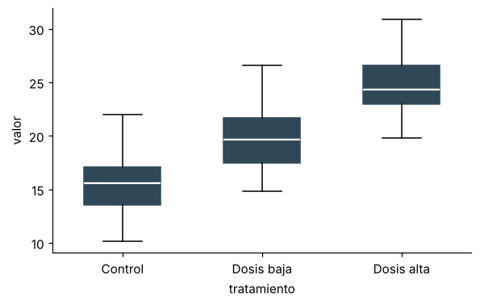 30
25
20
15
10
valor
Control
Dosis baja
Dosis alta
tratamiento